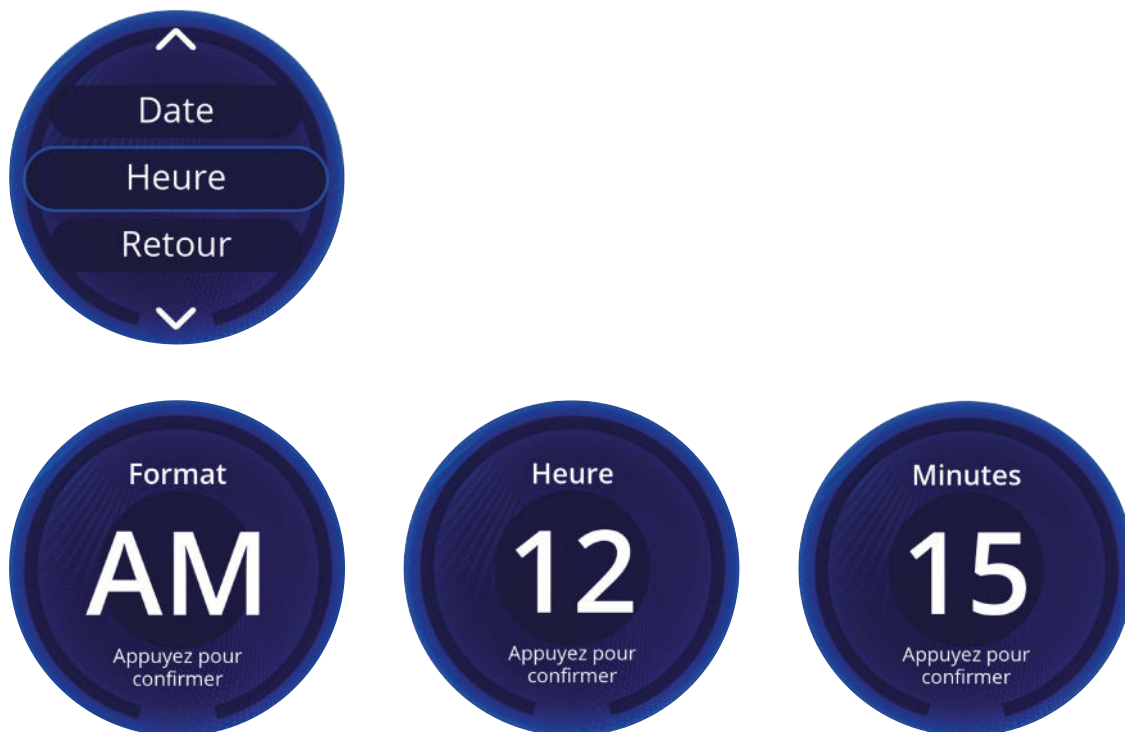 Date
Heure
Retour
Format
AM
Appuyez pour
confirmer
Heure
12
Appuyez pour
confirmer
Minutes
15
Appuyez pour
confirmer